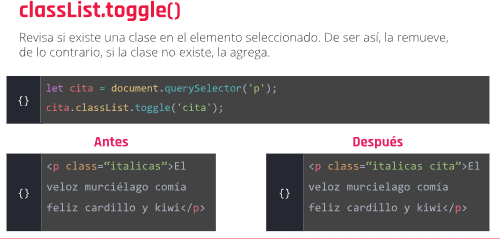 classList.toggle()
Revisa si existe una clase en el elemento seleccionado. De ser así, la remueve,
de lo contrario, si la clase no existe, la agrega.
{}
let cita = document.querySelector('p');
cita.classList.toggle('cita');
Antes
{}
<p class=“italicas”>El
veloz murciélago comía
feliz cardillo y kiwi</p>
Después
{}
<p class=“italicas cita”>El
veloz murcielago comía
feliz cardillo y kiwi</p>